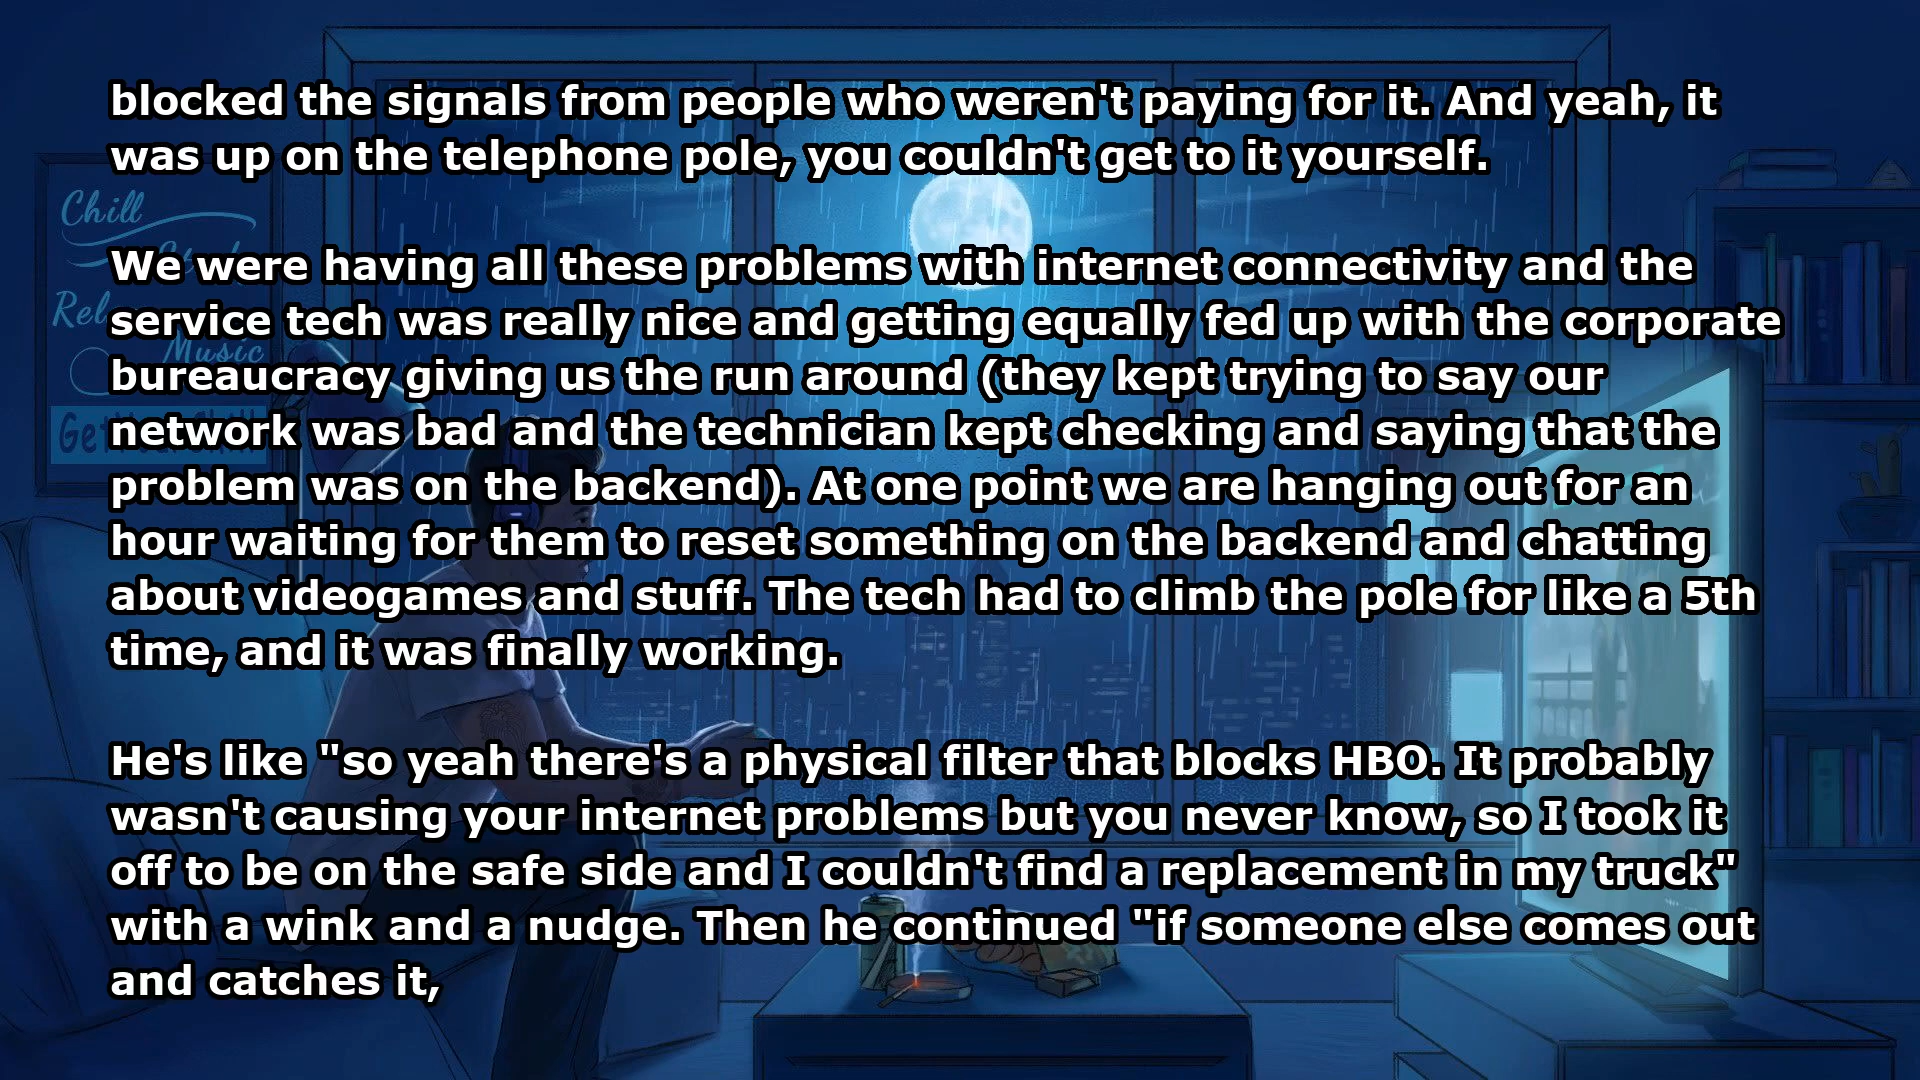 blocked the signals from people who weren't paying for it. And yeah, it
was up on the telephone pole, you couldn't get to it yourself.
We were having all these problems with internet connectivity and the
service tech was really nice and getting equally fed up with the corporate
bureaucracy giving us the run around (they kept trying to say our
network was bad and the technician kept checking and saying that the
problem was on the backend). At one point we are hanging out for an
hour waiting for them to reset something on the backend and chatting
about videogames and stuff. The tech had to climb the pole for like a 5th
time, and it was finally working.
He's like "so yeah there's a physical filter that blocks HBO. It probably
wasn't causing your internet problems but you never know, so I took it
off to be on the safe side and I couldn't find a replacement in my truck"
with a wink and a nudge. Then he continued "if someone else comes out
and catches it,
Chill
Music